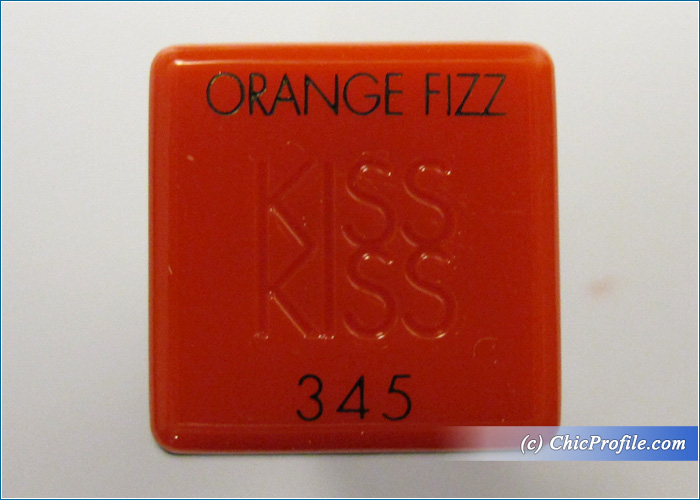 ORANGE FIZZ
KISS
KISS
345
(c) ChicProfile.com